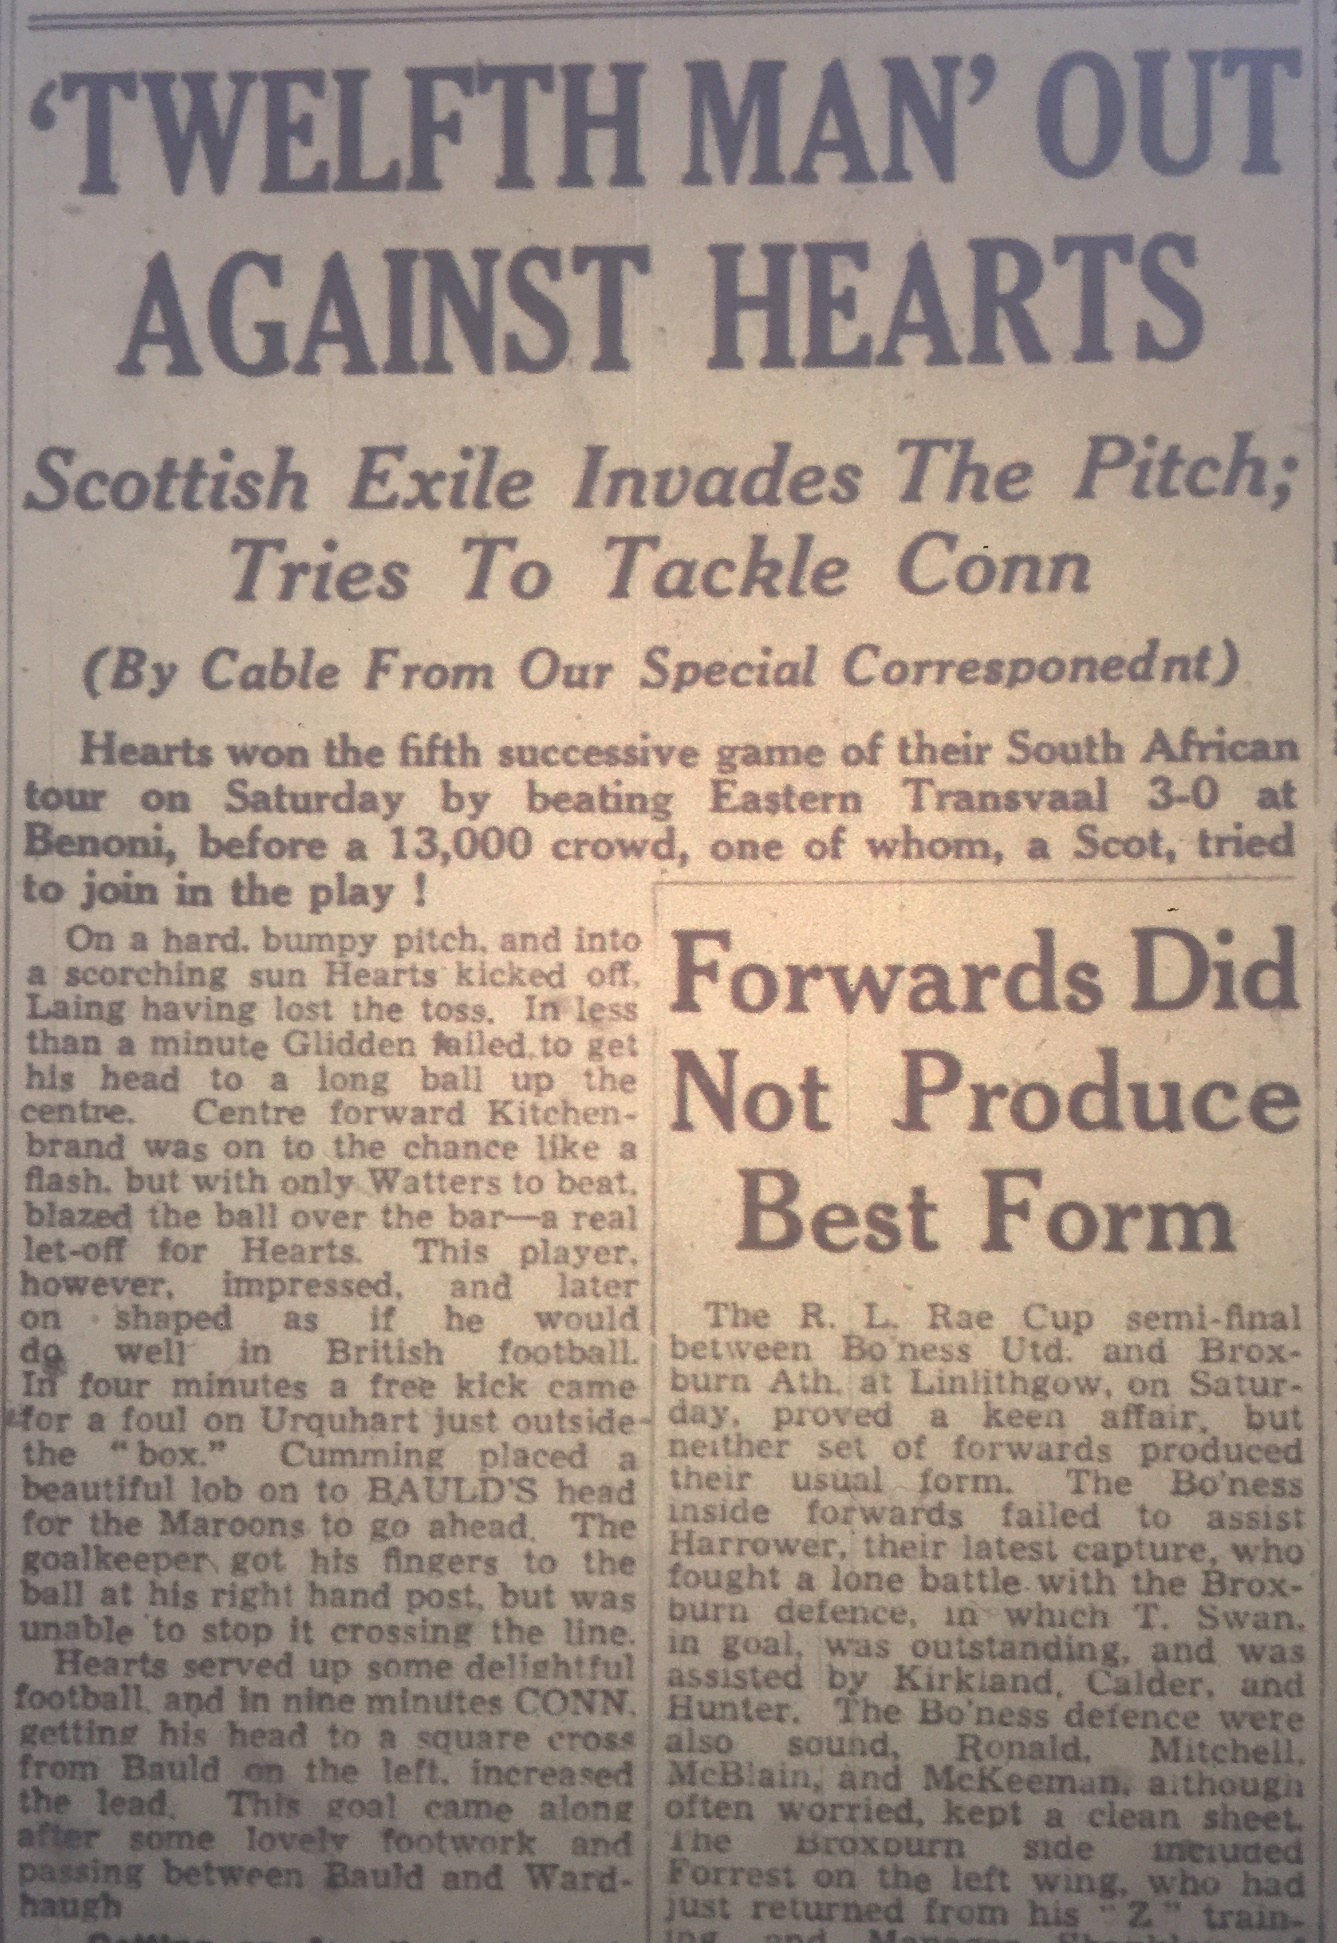 ‘TWELFTH MAN’ OUT
AGAINST HEARTS
Scottish Exile Invades The Pitch;
Tries To Tackle Conn
(By Cable From Our Special Corresponednt)
Hearts won the fifth successive game of their South African
tour on Saturday by beating Eastern Transvaal 3-0 at
Benoni, before a 13,000 crowd, one of whom, a Scot, tried
to join in the play !
On a hard, bumpy pitch, and into
a scorching sun Hearts kicked off,
Laing having lost the toss. In less
than a minute Glidden failed to get
his head to a long ball up the
centre. Centre forward Kitchen-
brand was on to the chance like a
flash, but with only Watters to beat,
blazed the ball over the bar—a real
let-off for Hearts. This player,
however, impressed, and later
on shaped as if he would
do well in British football.
In four minutes a free kick came
for a foul on Urquhart just outside
the “box.” Cumming placed a
beautiful lob on to BAULD’S head
for the Maroons to go ahead. The
goalkeeper got his fingers to the
ball at his right hand post, but was
unable to stop it crossing the line.
Hearts served up some delightful
football, and in nine minutes CONN,
getting his head to a square cross
from Bauld on the left, increased
the lead. This goal came along
after some lovely footwork and
passing between Bauld and Ward-
haugh
Forwards Did
Not Produce
Best Form
The R. L. Rae Cup semi-final
between Bo'ness Utd. and Brox-
burn Ath. at Linlithgow, on Satur-
day, proved a keen affair, but
neither set of forwards produced
their usual form. The Bo'ness
inside forwards failed to assist
Harrower, their latest capture, who
fought a lone battle with the Brox-
burn defence, in which T. Swan,
in goal, was outstanding, and was
assisted by Kirkland, Calder, and
Hunter. The Bo'ness defence were
also sound, Ronald, Mitchell,
McBlain, and McKeeman, although
often worried, kept a clean sheet.
The Broxburn side included
Forrest on the left wing, who had
just returned from his “Z” train-
ing and Manager